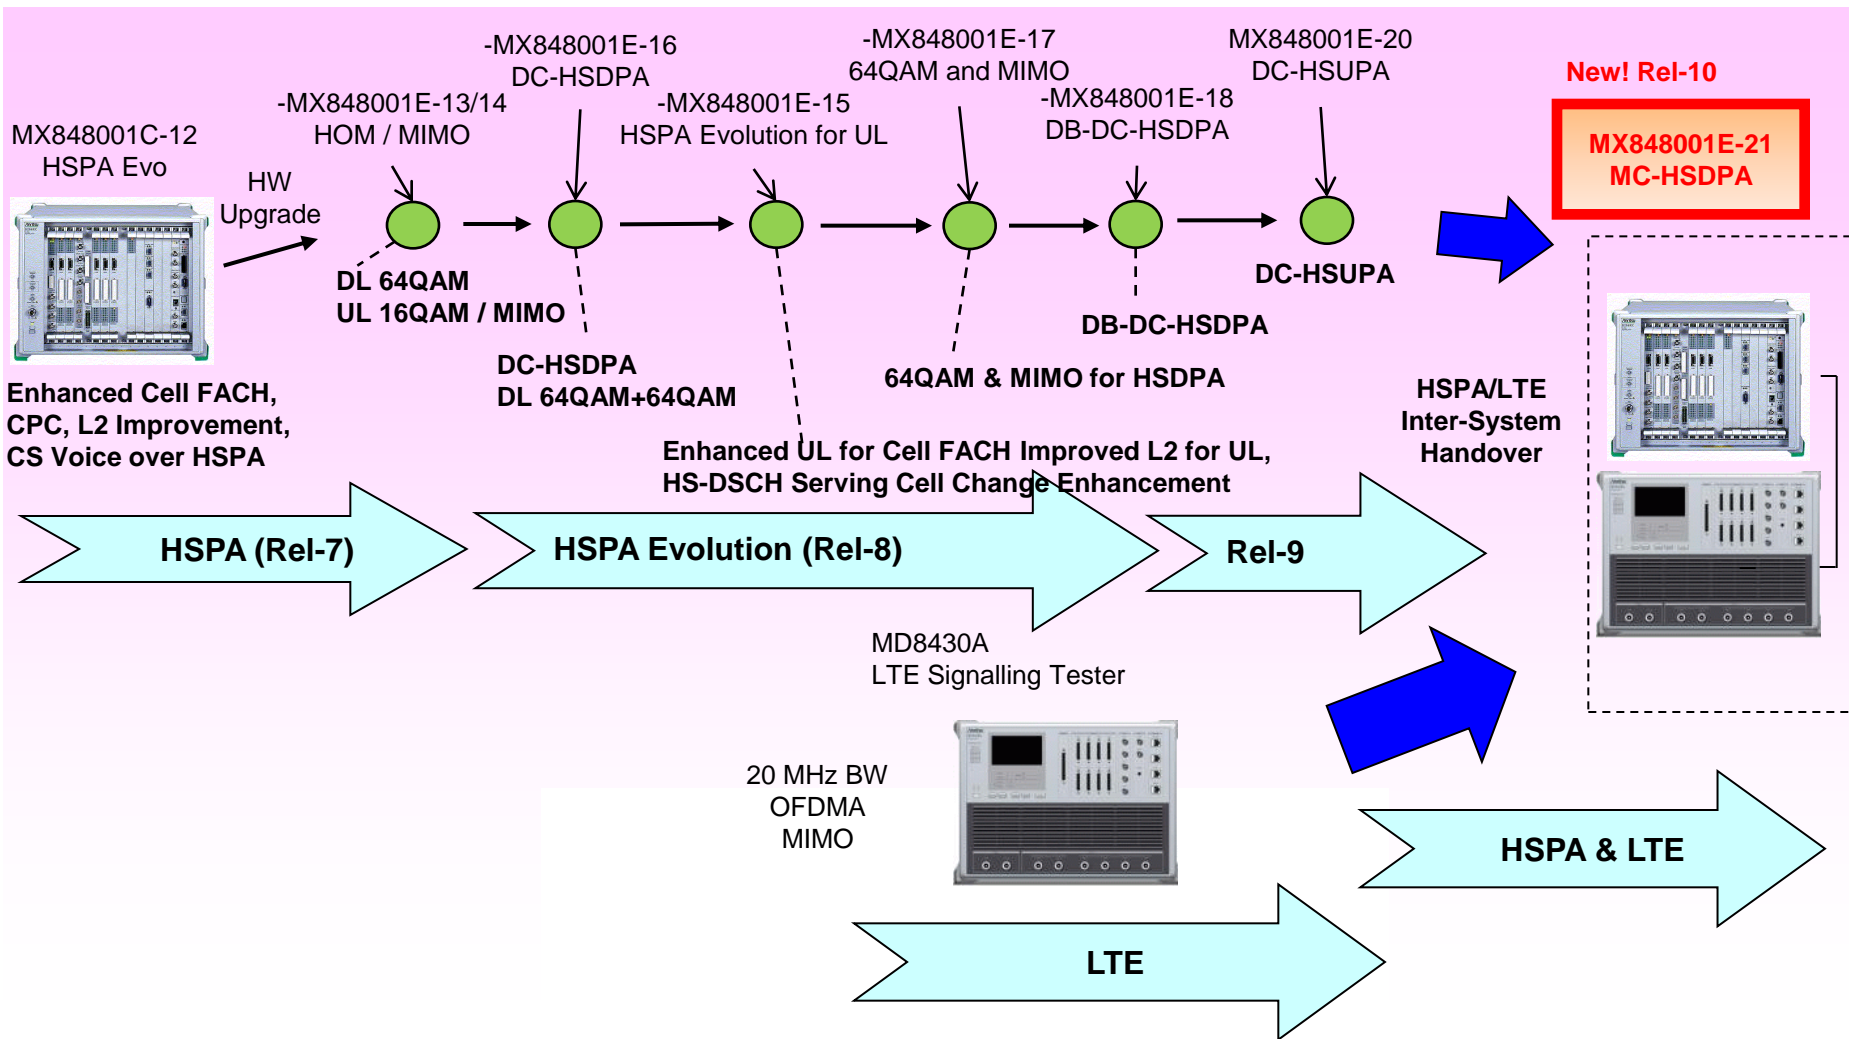 -MX848001E-16
DC-HSDPA
-MX848001E-17
64QAM and MIMO
MX848001E-20
DC-HSUPA
New! Rel-10
-MX848001E-13/14
HOM / MIMO
-MX848001E-15
HSPA Evolution for UL
-MX848001E-18
DB-DC-HSDPA
MX848001C-12
HSPA Evo
HW
Upgrade
MX848001E-21
MC-HSDPA
DL 64QAM
UL 16QAM / MIMO
DC-HSUPA
DB-DC-HSDPA
DC-HSDPA
DL 64QAM+64QAM
64QAM & MIMO for HSDPA
Enhanced Cell FACH,
CPC, L2 Improvement,
CS Voice over HSPA
HSPA/LTE
Inter-System
Handover
Enhanced UL for Cell FACH Improved L2 for UL,
HS-DSCH Serving Cell Change Enhancement
HSPA (Rel-7)
HSPA Evolution (Rel-8)
Rel-9
MD8430A
LTE Signalling Tester
20 MHz BW
OFDMA
MIMO
HSPA & LTE
LTE